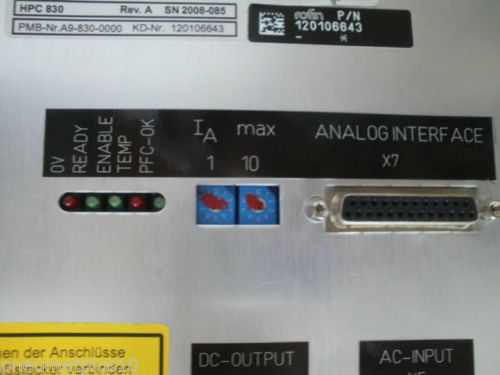 HPC 830 Rev. A SN 2008-085
PMB-Nr.A9-830-0000 KD-Nr. 120106643
rofin P/N
120106643
- *
0V
READY
ENABLE
TEMP
PFC-OK
IA max
1 10
ANALOG INTERFACE
X7
nen der Anschlüsse
DC-OUTPUT
AC-INPUT